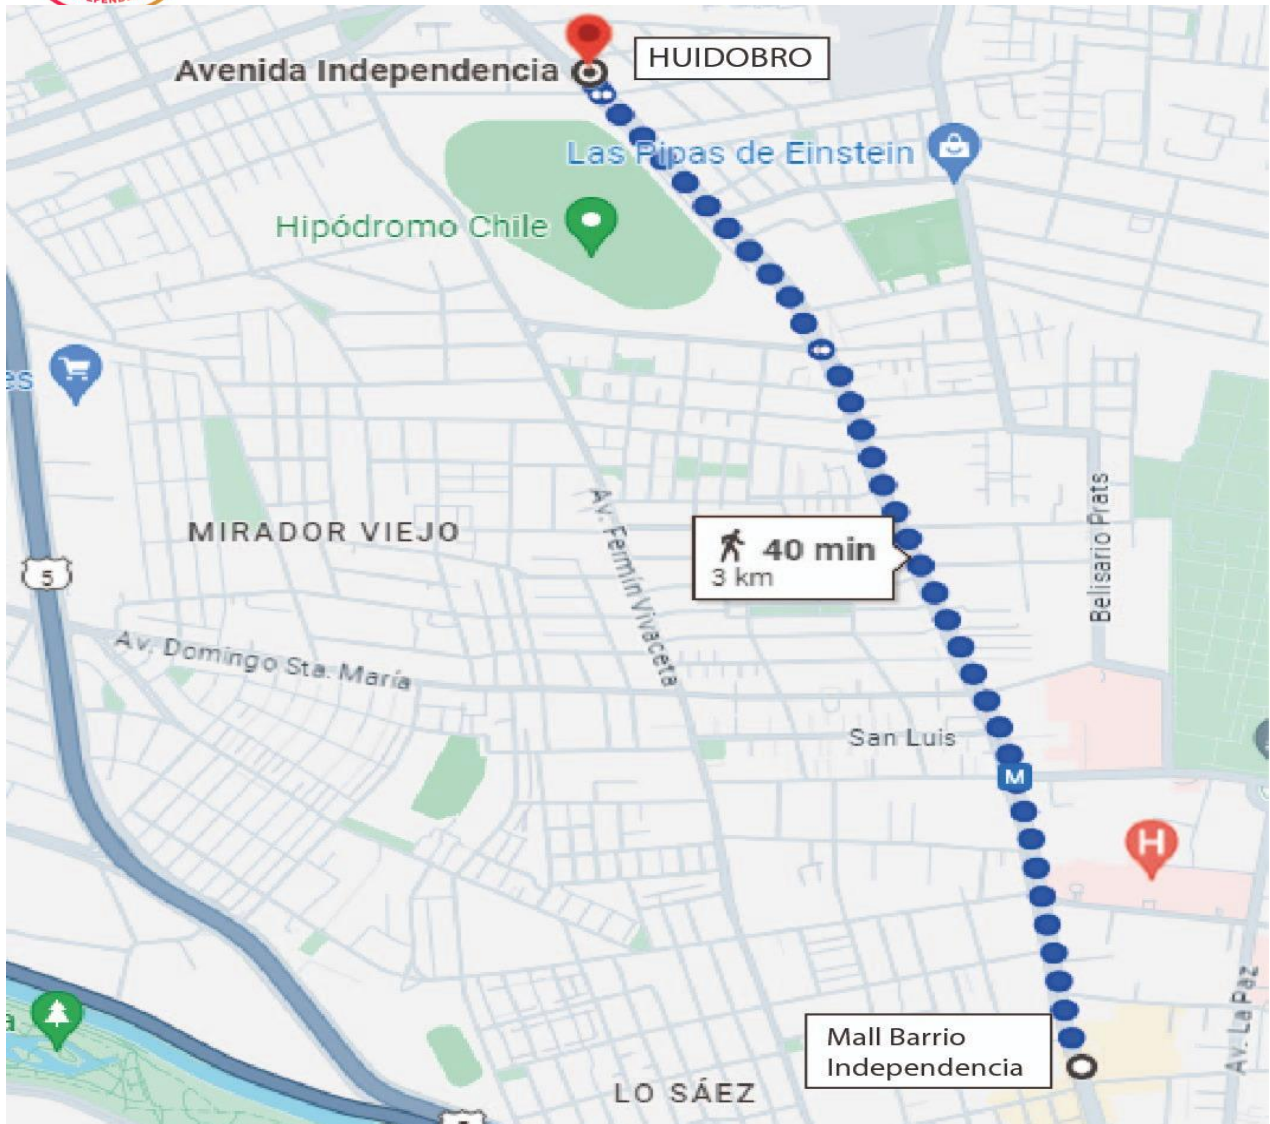 HUIDOBRO
Avenida Independencia
Las Pipas de Einstein
Hipódromo Chile
es
MIRADOR VIEJO
Av. Fermín Vivaceta
40 min
3 km
Belisario Prats
5
Av. Domingo Sta. María
San Luis
M
H
Av. La Paz
a
Mall Barrio
Independencia
LO SÁEZ